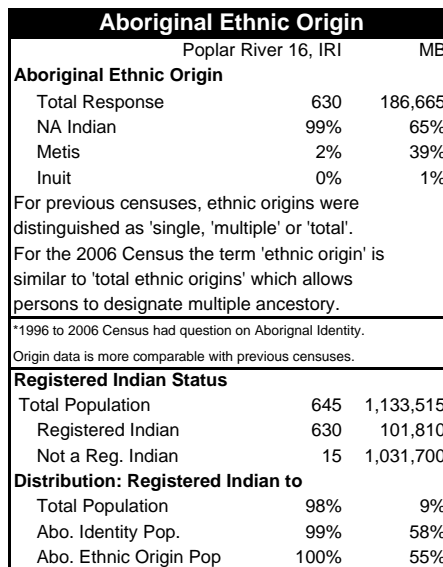 Aboriginal Ethnic Origin
Poplar River 16, IRI MB
Aboriginal Ethnic Origin
Total Response 630 186,665
NA Indian 99% 65%
Metis 2% 39%
Inuit 0% 1%
For previous censuses, ethnic origins were
distinguished as 'single, 'multiple' or 'total'.
For the 2006 Census the term 'ethnic origin' is
similar to 'total ethnic origins' which allows
persons to designate multiple ancestory.
*1996 to 2006 Census had question on Aborignal Identity.
Origin data is more comparable with previous censuses.
Registered Indian Status
Total Population 645 1,133,515
Registered Indian 630 101,810
Not a Reg. Indian 15 1,031,700
Distribution: Registered Indian to
Total Population 98% 9%
Abo. Identity Pop. 99% 58%
Abo. Ethnic Origin Pop 100% 55%